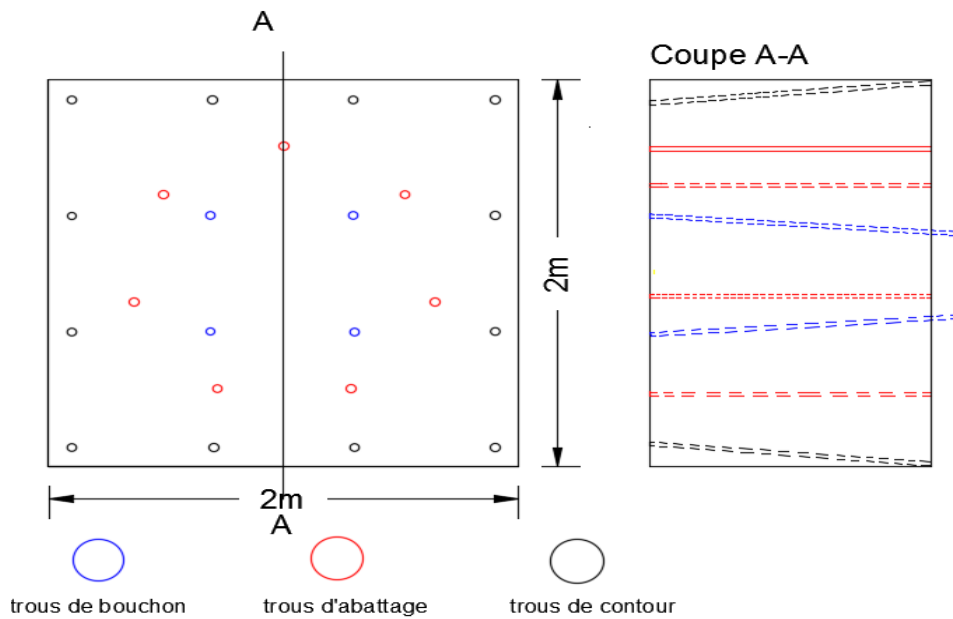 A
Coupe A-A
2m
2m
A
trous de bouchon
trous d'abattage
trous de contour